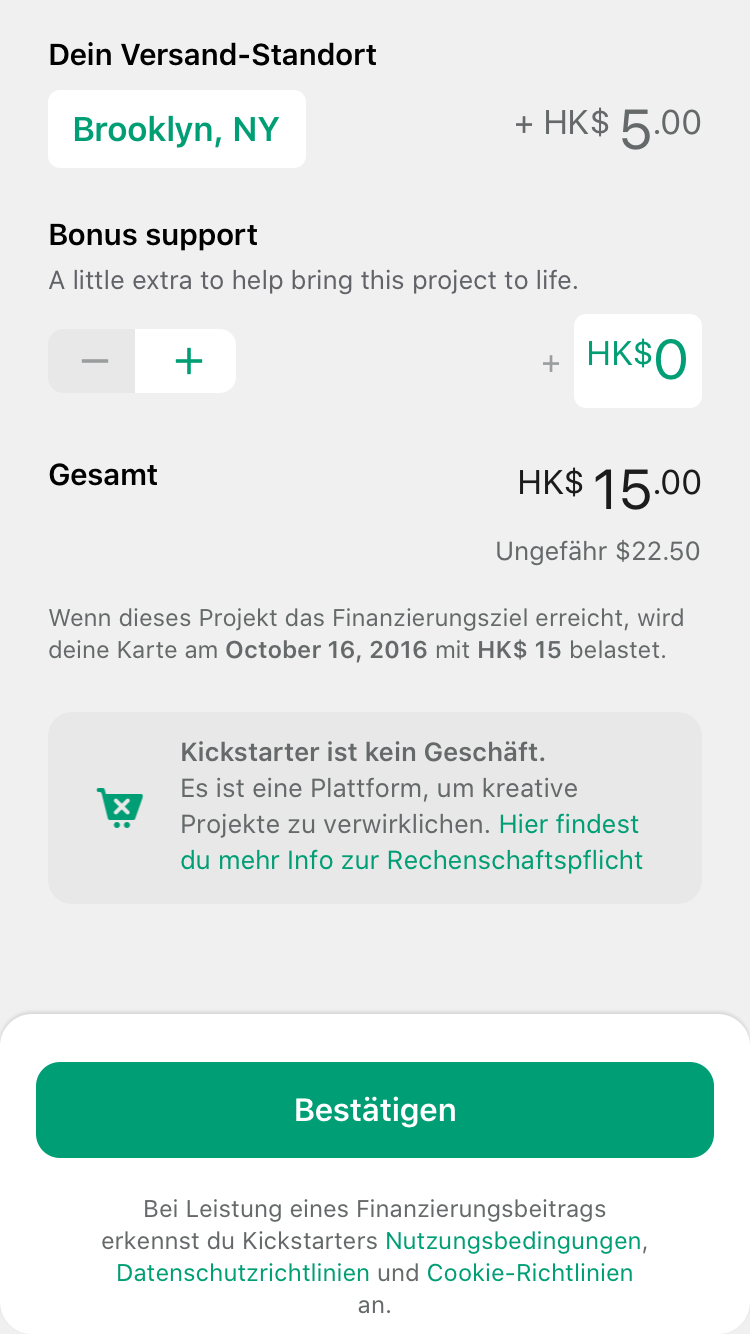 Dein Versand-Standort
Brooklyn, NY
+ HK$ 5.00
Bonus support
A little extra to help bring this project to life.
− +
+ HK$0
Gesamt
HK$ 15.00
Ungefähr $22.50
Wenn dieses Projekt das Finanzierungsziel erreicht, wird
deine Karte am October 16, 2016 mit HK$ 15 belastet.
Kickstarter ist kein Geschäft.
Es ist eine Plattform, um kreative
Projekte zu verwirklichen. Hier findest
du mehr Info zur Rechenschaftspflicht
Bestätigen
Bei Leistung eines Finanzierungsbeitrags
erkennst du Kickstarters Nutzungsbedingungen,
Datenschutzrichtlinien und Cookie-Richtlinien
an.